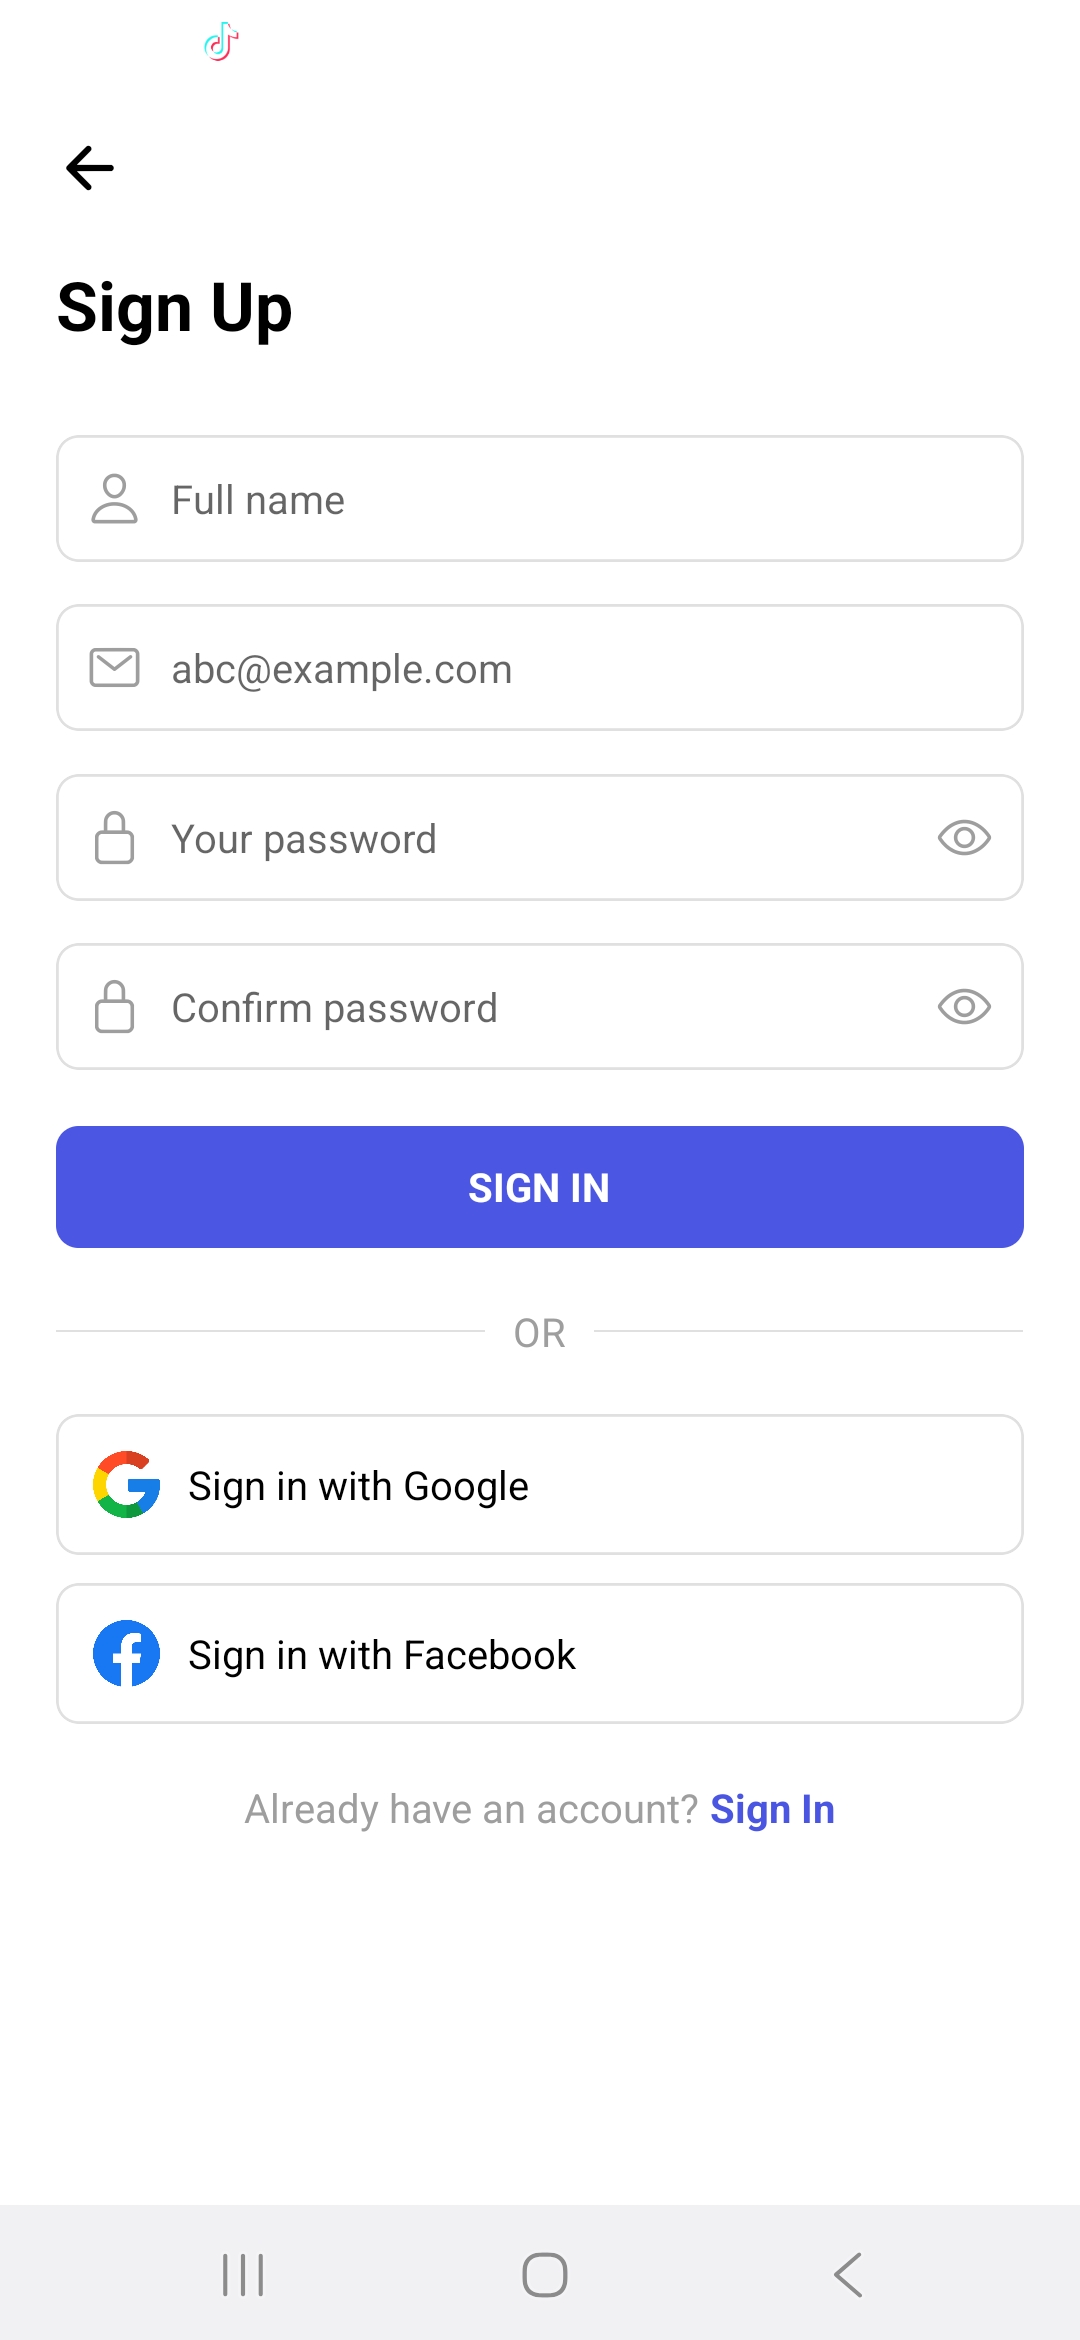 Sign Up
Full name
abc@example.com
Your password
Confirm password
SIGN IN
OR
Sign in with Google
Sign in with Facebook
Already have an account? Sign In